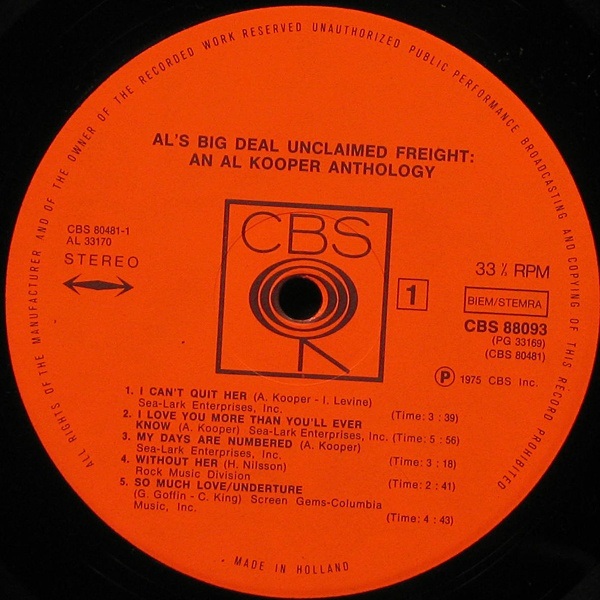 ALL RIGHTS OF THE MANUFACTURER AND OF THE OWNER OF THE RECORDED WORK RESERVED UNAUTHORIZED PUBLIC PERFORMANCE BROADCASTING AND COPYING OF THIS RECORD PROHIBITED
AL'S BIG DEAL UNCLAIMED FREIGHT:
AN AL KOOPER ANTHOLOGY
CBS
CBS 80481-1
AL 33170
STEREO
1
33 ⅓ RPM
BIEM/STEMRA
CBS 88093
(PG 33169)
(CBS 80481)
Ⓟ 1975 CBS Inc.
1. I CAN'T QUIT HER (A. Kooper - I. Levine)
Sea-Lark Enterprises, Inc. (Time: 3 : 39)
2. I LOVE YOU MORE THAN YOU'LL EVER
KNOW (A. Kooper) Sea-Lark Enterprises, Inc. (Time: 5 : 56)
3. MY DAYS ARE NUMBERED (A. Kooper)
Sea-Lark Enterprises, Inc. (Time: 3 : 18)
4. WITHOUT HER (H. Nilsson)
Rock Music Division (Time: 2 : 41)
5. SO MUCH LOVE/UNDERTURE
(G. Goffin - C. King) Screen Gems-Columbia
Music, Inc. (Time: 4 : 43)
MADE IN HOLLAND